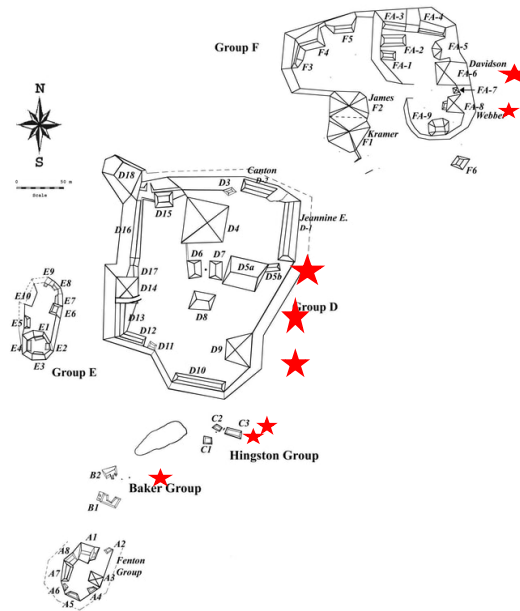 Group F
FA-3
FA-4
F5
F4
F3
FA-2
FA-1
FA-5
Davidson
FA-6
FA-7
FA-8
Webber
FA-9
James
F2
Kramer
F1
F6
N
S
0
50 m
Scale
D18
Canton
D-2
D3
D15
D4
Jeannine E.
D-1
D16
D6
D7
D5a
D5b
D17
D14
D8
Group D
D13
D12
D11
D9
D10
E9
E8
E10
E7
E6
E5
E1
E4
E2
E3
Group E
C2
C3
C1
Hingston Group
B2
Baker Group
B1
A1
A2
A8
Fenton
Group
A7
A3
A6
A4
A5